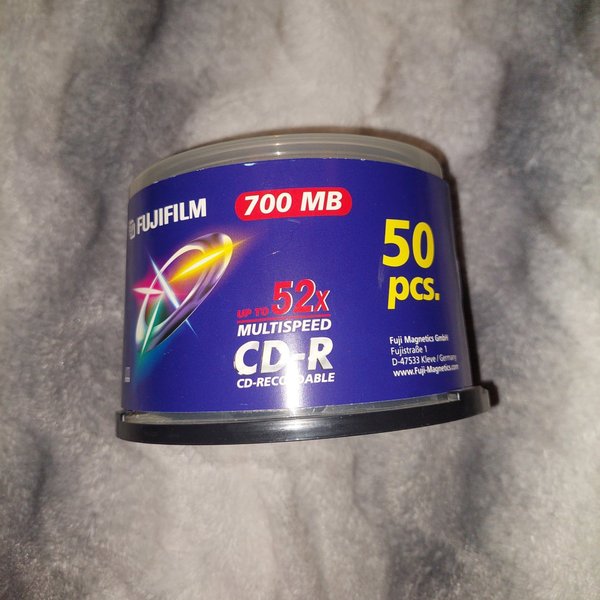 FUJIFILM
700 MB
50
pcs.
UP TO 52x
MULTISPEED
CD-R
CD-RECORDABLE
Fuji Magnetics GmbH
Fujistraße 1
D-47533 Kleve / Germany
www.Fuji-Magnetics.com